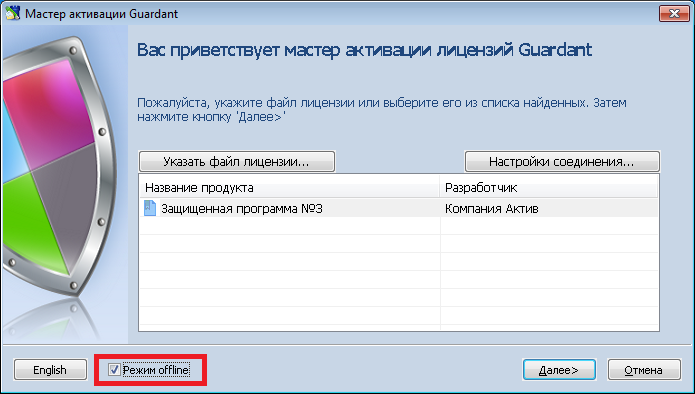 Мастер активации Guardant
Вас приветствует мастер активации лицензий Guardant
Пожалуйста, укажите файл лицензии или выберите его из списка найденных. Затем
нажмите кнопку 'Далее>'
Указать файл лицензии...
Настройки соединения...
Название продукта
Разработчик
Защищенная программа №3
Компания Актив
English
Режим offline
Далее>
Отмена